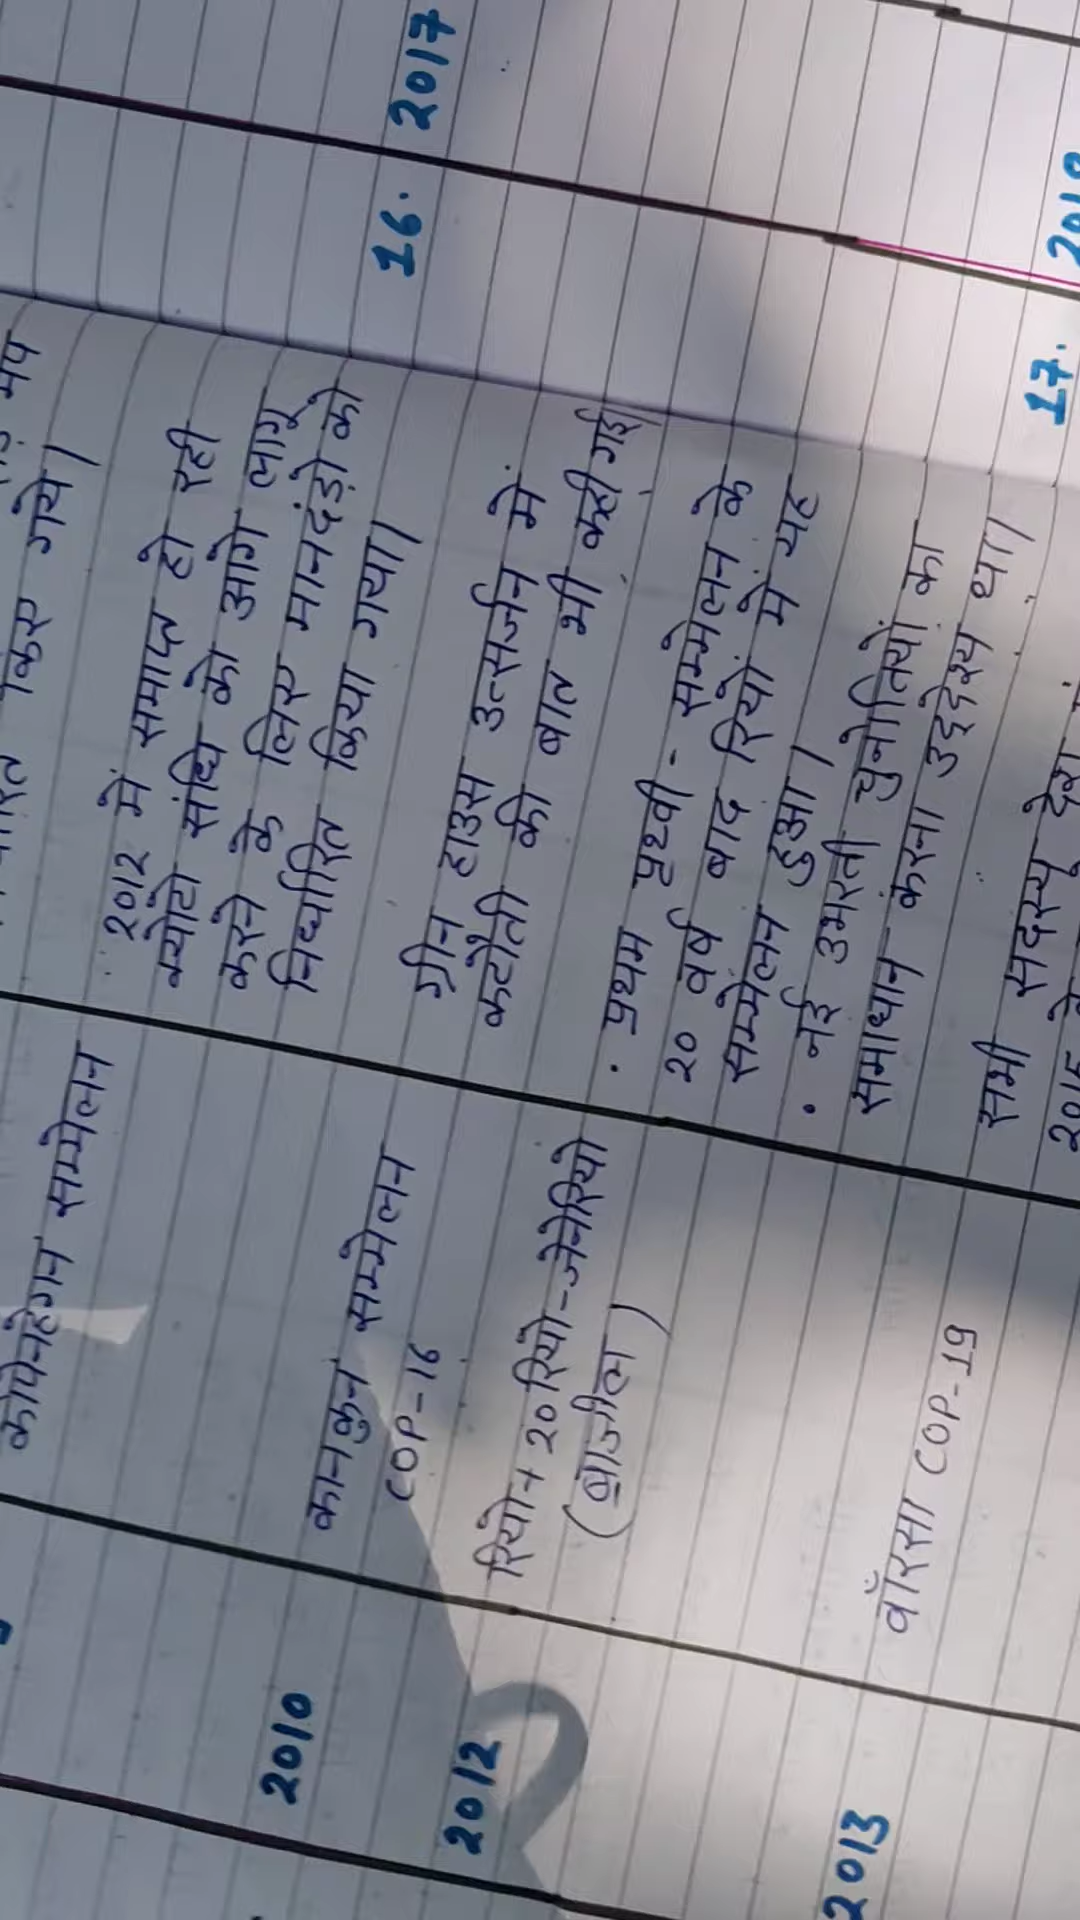 किए गये।
कोपेनहेगन सम्मेलन
2012 में समाप्त हो रही
क्योटो संधि को आगे लागू
करने के लिए मानदंड़ो को
निर्धारित किया गया।
2010
कानकुन सम्मेलन
COP-16
ग्रीन हाउस उत्सर्जन में
कटौती की बात भी कही गई।
2012
रियो+20 रियो-जेनेरियो
(ब्राजील)
• प्रथम पृथ्वी - सम्मेलन के
20 वर्ष बाद रियो में यह
सम्मेलन हुआ।
• नई उभरती चुनौतियों का
समाधान करना उद्देश्य था।
2013
वॉरसा COP-19
सभी सदस्य देश
2015
16. 2017
17.